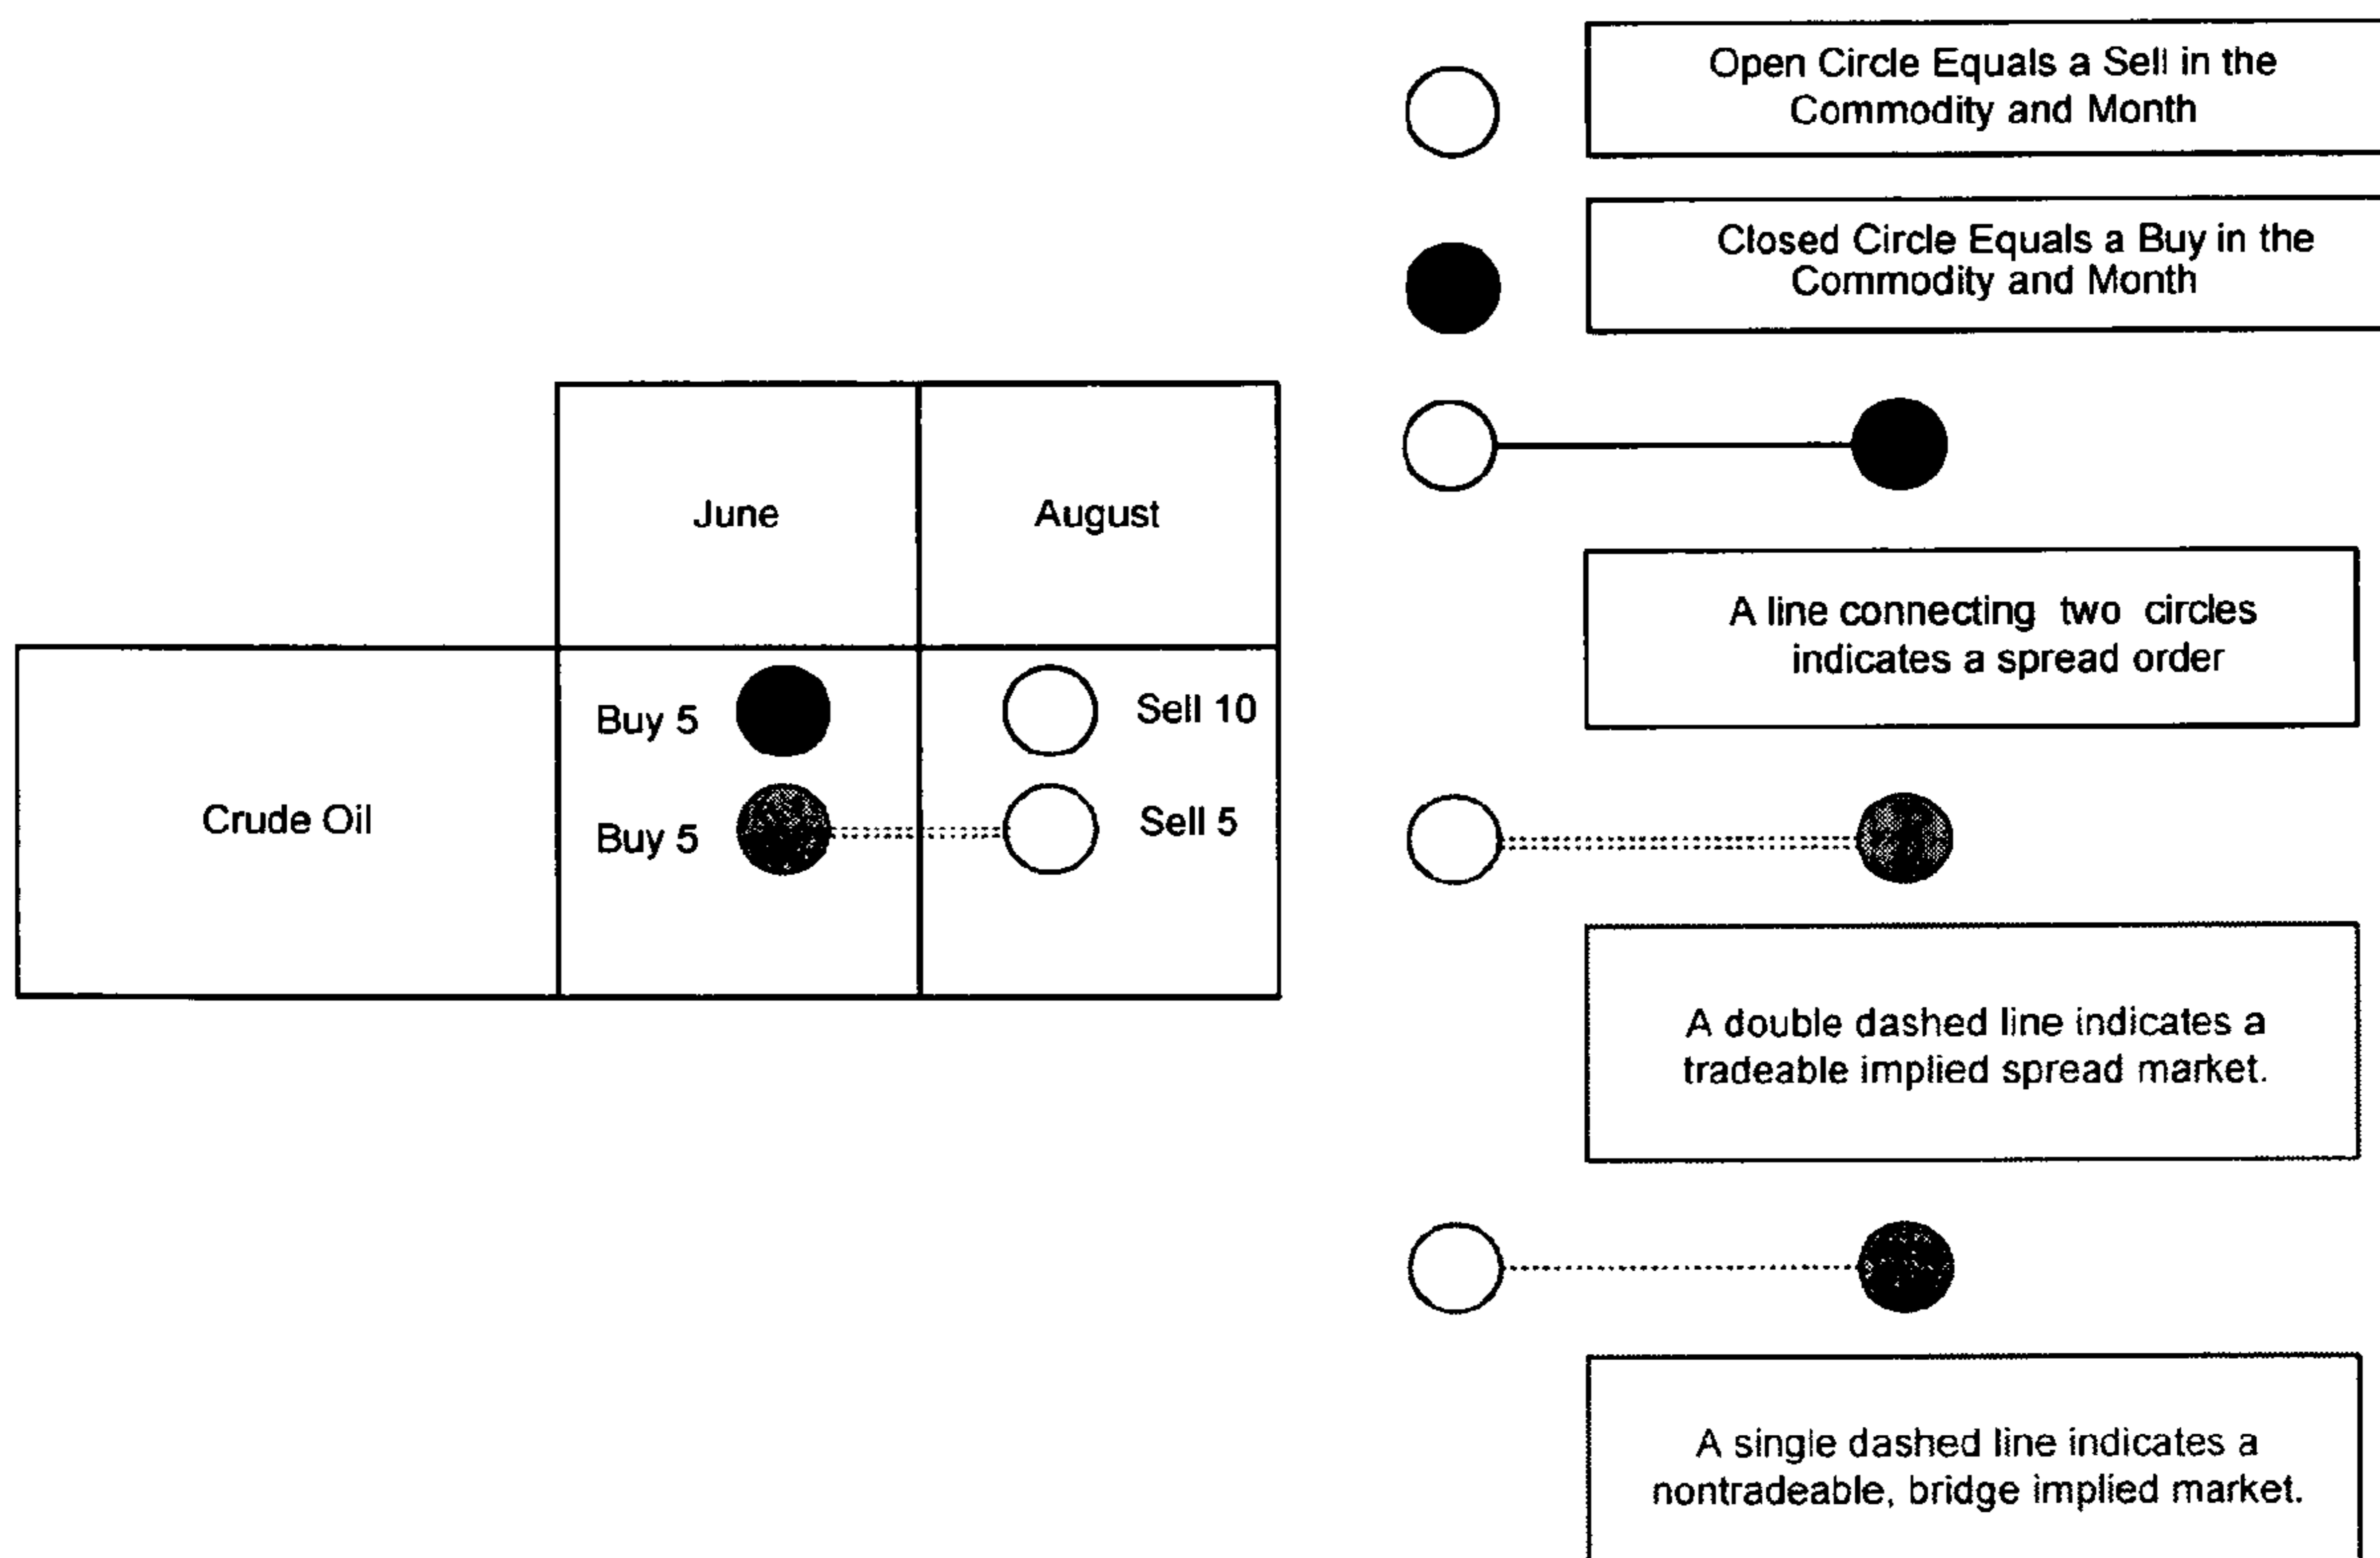 Open Circle Equals a Sell in the
Commodity and Month
Closed Circle Equals a Buy in the
Commodity and Month
June
August
A line connecting two circles
indicates a spread order
Buy 5
Sell 10
Crude Oil
Buy 5
Sell 5
A double dashed line indicates a
tradeable implied spread market.
A single dashed line indicates a
nontradeable, bridge implied market.